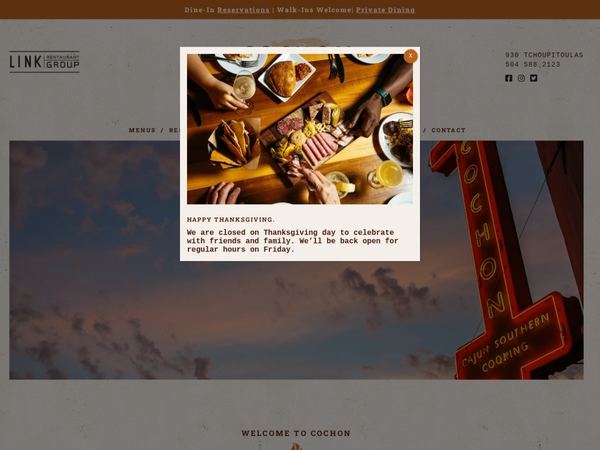 Dine-In Reservations | Walk-Ins Welcome| Private Dining
LINK RESTAURANT GROUP
930 TCHOUPITOULAS
504 588 2123
X
MENUS /
/ CONTACT
COCHON
CAJUN SOUTHERN
COOKING
HAPPY THANKSGIVING.
We are closed on Thanksgiving day to celebrate
with friends and family. We’ll be back open for
regular hours on Friday.
WELCOME TO COCHON